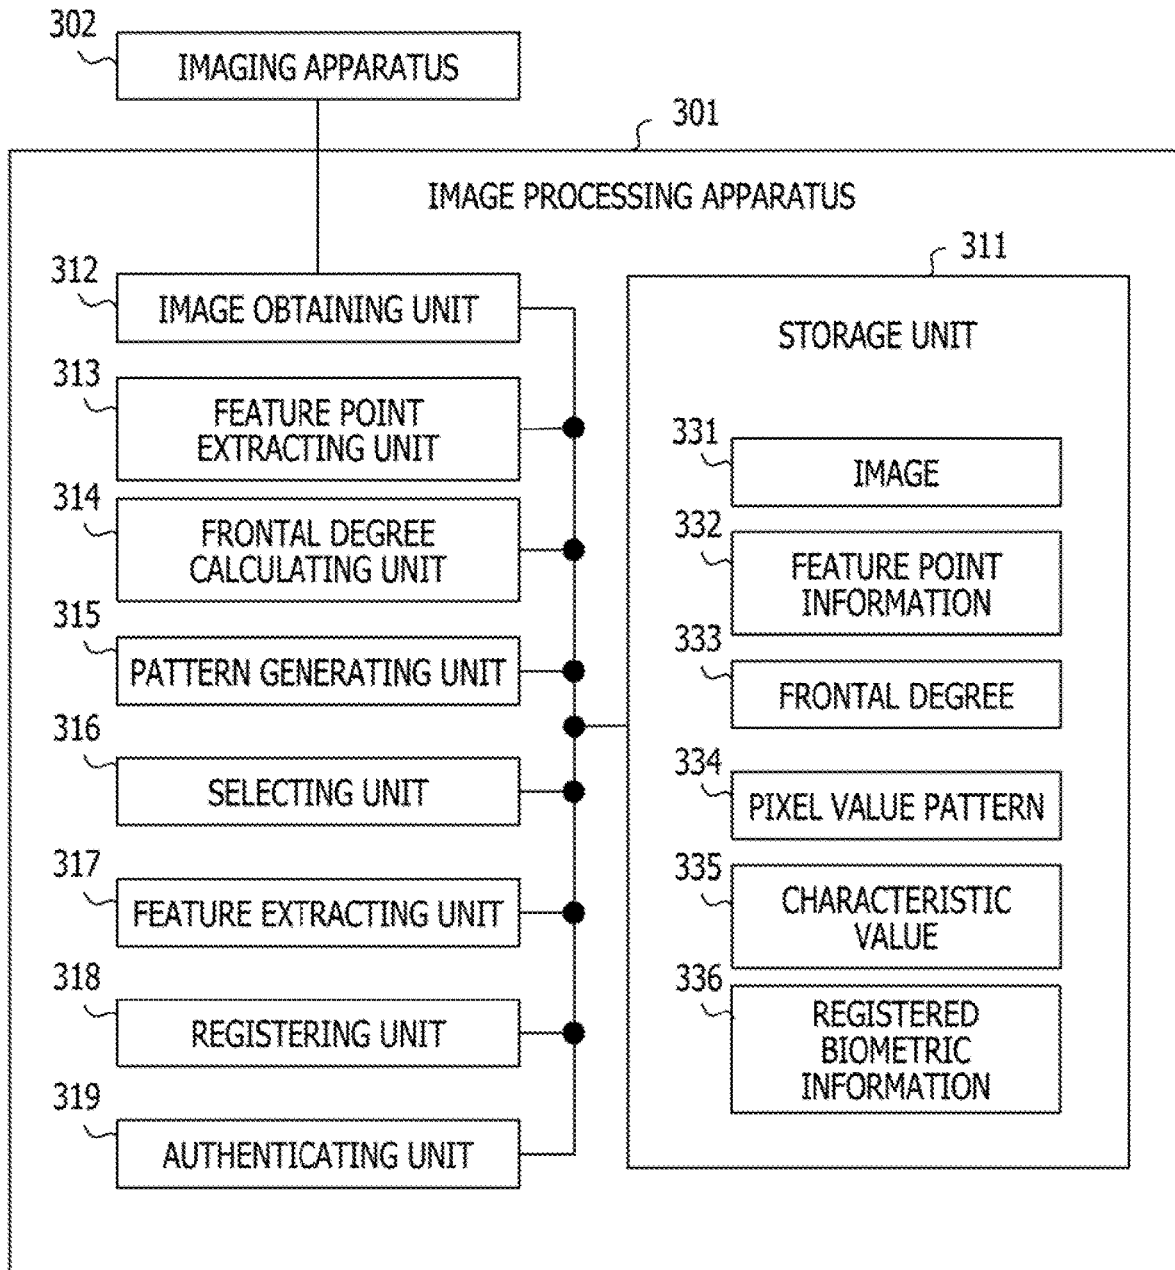 302
IMAGING APPARATUS
301
IMAGE PROCESSING APPARATUS
312
IMAGE OBTAINING UNIT
313
FEATURE POINT
EXTRACTING UNIT
314
FRONTAL DEGREE
CALCULATING UNIT
315
PATTERN GENERATING UNIT
316
SELECTING UNIT
317
FEATURE EXTRACTING UNIT
318
REGISTERING UNIT
319
AUTHENTICATING UNIT
311
STORAGE UNIT
331
IMAGE
332
FEATURE POINT
INFORMATION
333
FRONTAL DEGREE
334
PIXEL VALUE PATTERN
335
CHARACTERISTIC
VALUE
336
REGISTERED
BIOMETRIC
INFORMATION